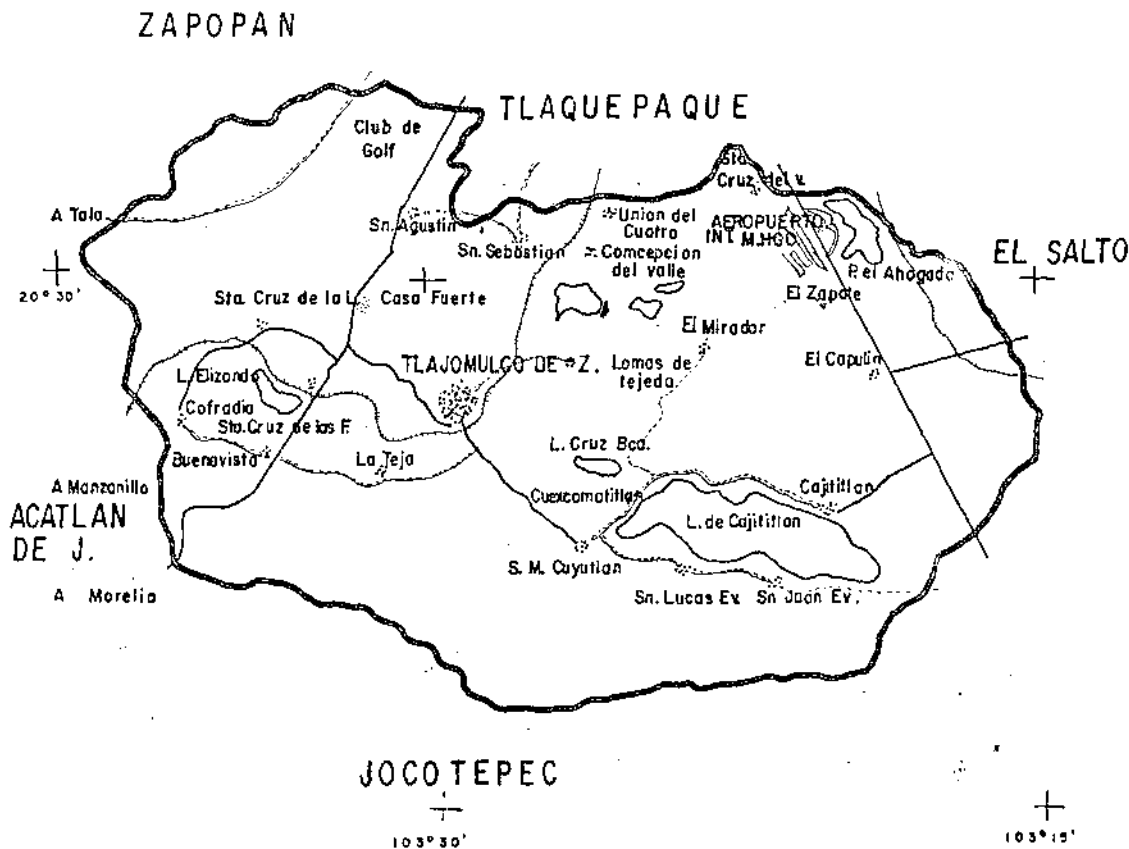 ZAPOPAN
TLAQUEPAQUE
Club de
Golf
Sta.
Cruz del v.
A Tala
Sn. Agustin
Sn. Sebastian
Union del
Cuatro
AEROPUERTO
INT. M.HGO
Comcepcion
del valle
EL SALTO
P. el Ahogado
20° 30'
Sta. Cruz de la L.
Casa Fuerte
El Zapote
El Mirador
TLAJOMULCO DE Z.
Lomas de
tejeda
El Capulin
L. Elizondo
Cofradia
Sta. Cruz de las F.
Buenavista
La Teja
L. Cruz Bca.
A Manzanillo
Cuexcomatitlan
Cajititlan
ACATLAN
DE J.
L. de Cajititlan
S. M. Cuyutlan
A Morelia
Sn. Lucas Ev.
Sn Juan Ev.
JOCOTEPEC
103° 30'
103° 15'